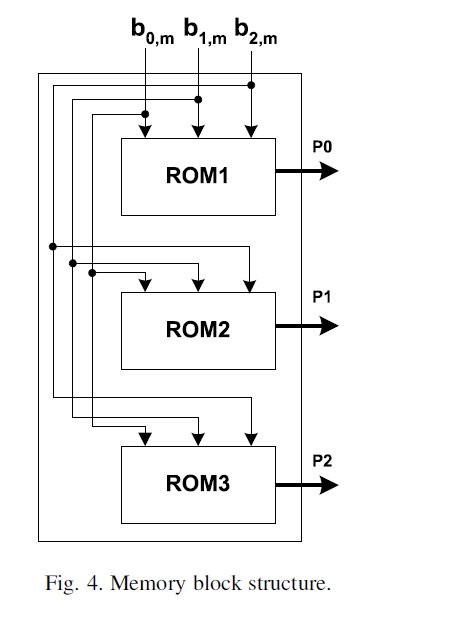 b0,m b1,m b2,m
P0
ROM1
P1
ROM2
P2
ROM3
Fig. 4. Memory block structure.